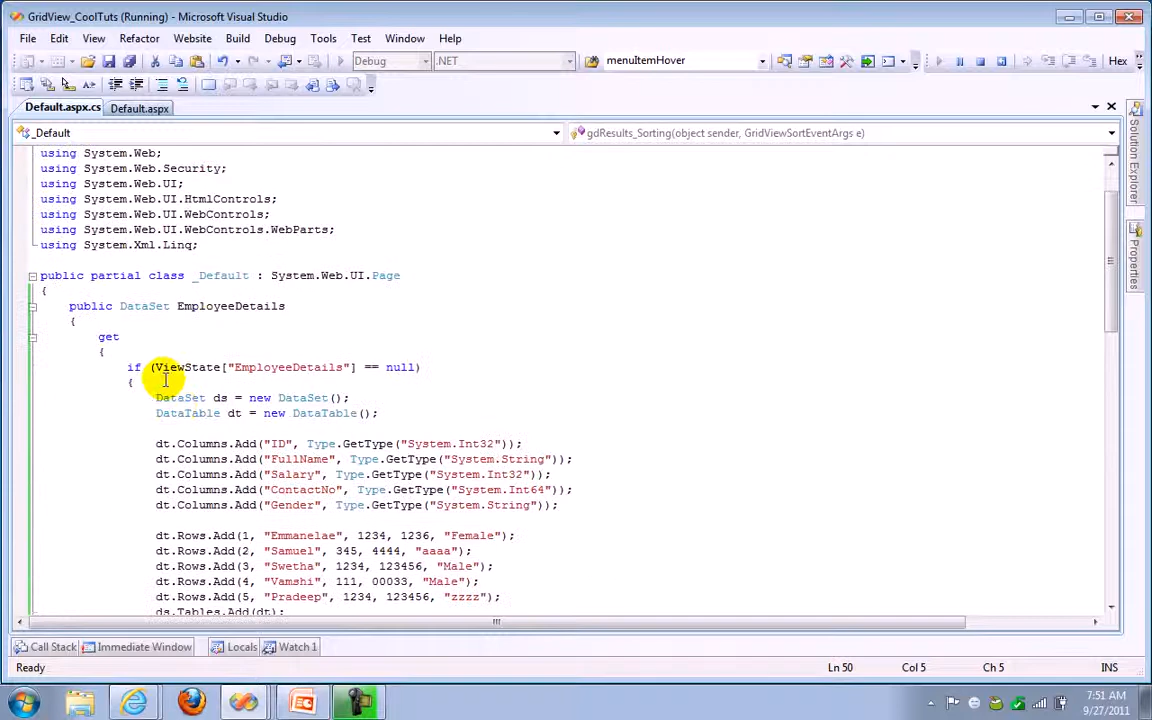 GridView_CoolTuts (Running) - Microsoft Visual Studio
File Edit View Refactor Website Build Debug Tools Test Window Help
Debug .NET menuItemHover Hex
Default.aspx.cs Default.aspx
_Default gdResults_Sorting(object sender, GridViewSortEventArgs e)
using System.Web;
using System.Web.Security;
using System.Web.UI;
using System.Web.UI.HtmlControls;
using System.Web.UI.WebControls;
using System.Web.UI.WebControls.WebParts;
using System.Xml.Linq;
public partial class _Default : System.Web.UI.Page
{
public DataSet EmployeeDetails
{
get
{
if (ViewState["EmployeeDetails"] == null)
{
DataSet ds = new DataSet();
DataTable dt = new DataTable();
dt.Columns.Add("ID", Type.GetType("System.Int32"));
dt.Columns.Add("FullName", Type.GetType("System.String"));
dt.Columns.Add("Salary", Type.GetType("System.Int32"));
dt.Columns.Add("ContactNo", Type.GetType("System.Int64"));
dt.Columns.Add("Gender", Type.GetType("System.String"));
dt.Rows.Add(1, "Emmanelae", 1234, 1236, "Female");
dt.Rows.Add(2, "Samuel", 345, 4444, "aaaa");
dt.Rows.Add(3, "Swetha", 1234, 123456, "Male");
dt.Rows.Add(4, "Vamshi", 111, 00033, "Male");
dt.Rows.Add(5, "Pradeep", 1234, 123456, "zzzz");
ds.Tables.Add(dt);
Solution Explorer
Properties
Call Stack Immediate Window Locals Watch 1
Ready Ln 50 Col 5 Ch 5 INS
7:51 AM
9/27/2011